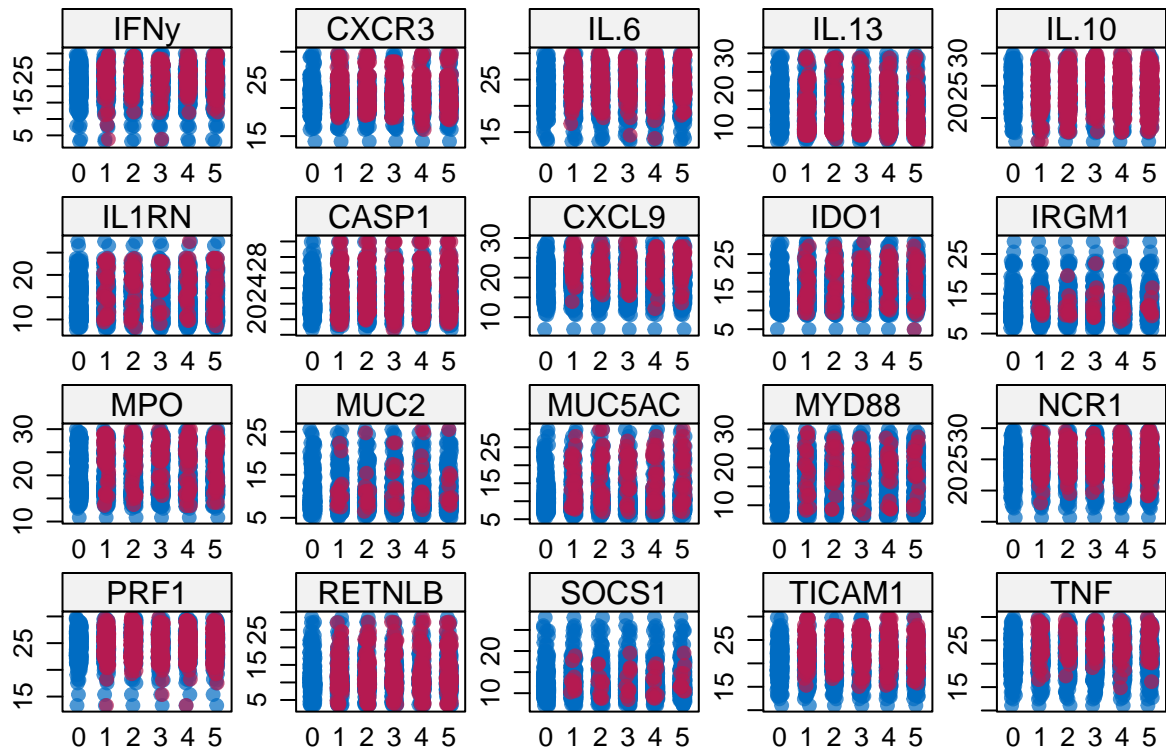 IFNy CXCR3 IL.6 IL.13 IL.10
5 15 25 15 25 15 25 10 20 30 20 25 30
0 1 2 3 4 5 0 1 2 3 4 5 0 1 2 3 4 5 0 1 2 3 4 5 0 1 2 3 4 5
IL1RN CASP1 CXCL9 IDO1 IRGM1
10 20 20 24 28 10 20 30 5 15 25 5 15 25
0 1 2 3 4 5 0 1 2 3 4 5 0 1 2 3 4 5 0 1 2 3 4 5 0 1 2 3 4 5
MPO MUC2 MUC5AC MYD88 NCR1
10 20 30 5 15 25 5 15 25 10 20 30 20 25 30
0 1 2 3 4 5 0 1 2 3 4 5 0 1 2 3 4 5 0 1 2 3 4 5 0 1 2 3 4 5
PRF1 RETNLB SOCS1 TICAM1 TNF
15 25 5 15 25 10 20 15 25 15 25
0 1 2 3 4 5 0 1 2 3 4 5 0 1 2 3 4 5 0 1 2 3 4 5 0 1 2 3 4 5